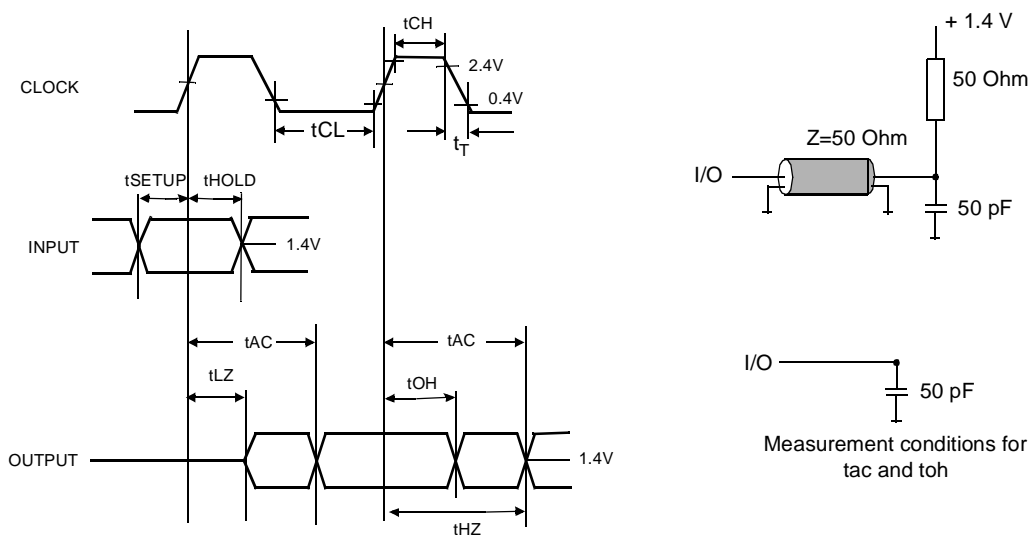 tCH
CLOCK
2.4V
0.4V
tCL
tT
tSETUP
tHOLD
INPUT
1.4V
tAC
tAC
tLZ
tOH
OUTPUT
1.4V
tHZ
+ 1.4 V
50 Ohm
Z=50 Ohm
I/O
50 pF
I/O
50 pF
Measurement conditions for
tac and toh